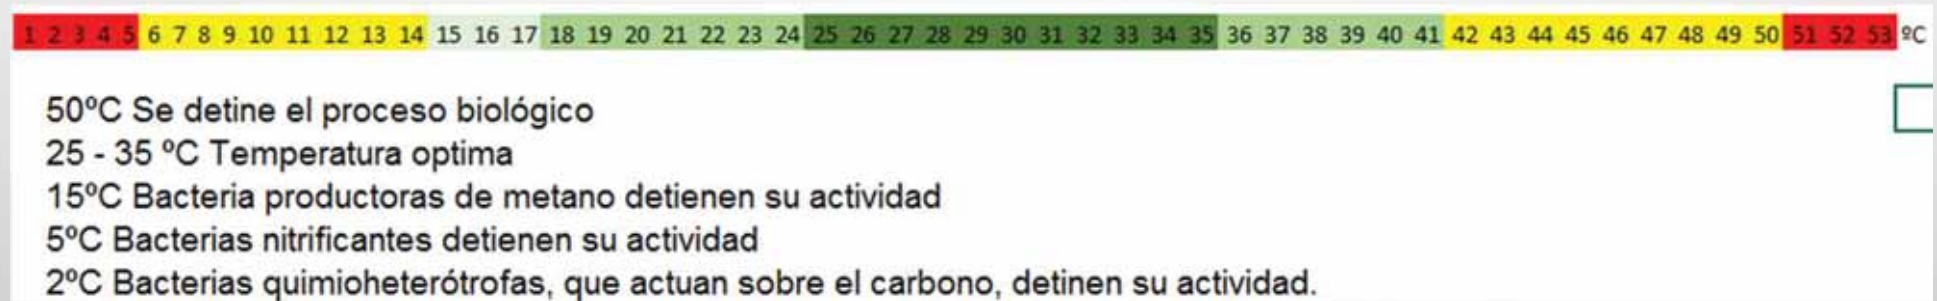 1 2 3 4 5 6 7 8 9 10 11 12 13 14 15 16 17 18 19 20 21 22 23 24 25 26 27 28 29 30 31 32 33 34 35 36 37 38 39 40 41 42 43 44 45 46 47 48 49 50 51 52 53 ºC
50ºC Se detine el proceso biológico
25 - 35 ºC Temperatura optima
15ºC Bacteria productoras de metano detienen su actividad
5ºC Bacterias nitrificantes detienen su actividad
2ºC Bacterias quimioheterótrofas, que actuan sobre el carbono, detinen su actividad.